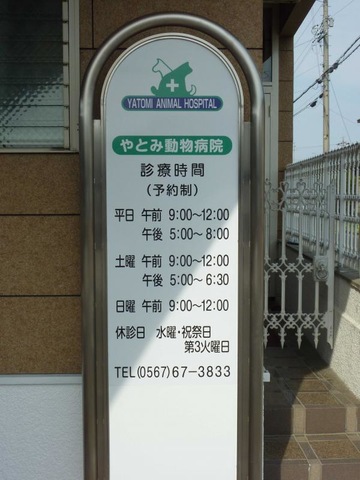 YATOMI ANIMAL HOSPITAL
やとみ動物病院
診療時間
(予約制)
平日 午前 9:00~12:00
午後 5:00~8:00
土曜 午前 9:00~12:00
午後 5:00~6:30
日曜 午前 9:00~12:00
休診日 水曜・祝祭日
第3火曜日
TEL(0567)67-3833